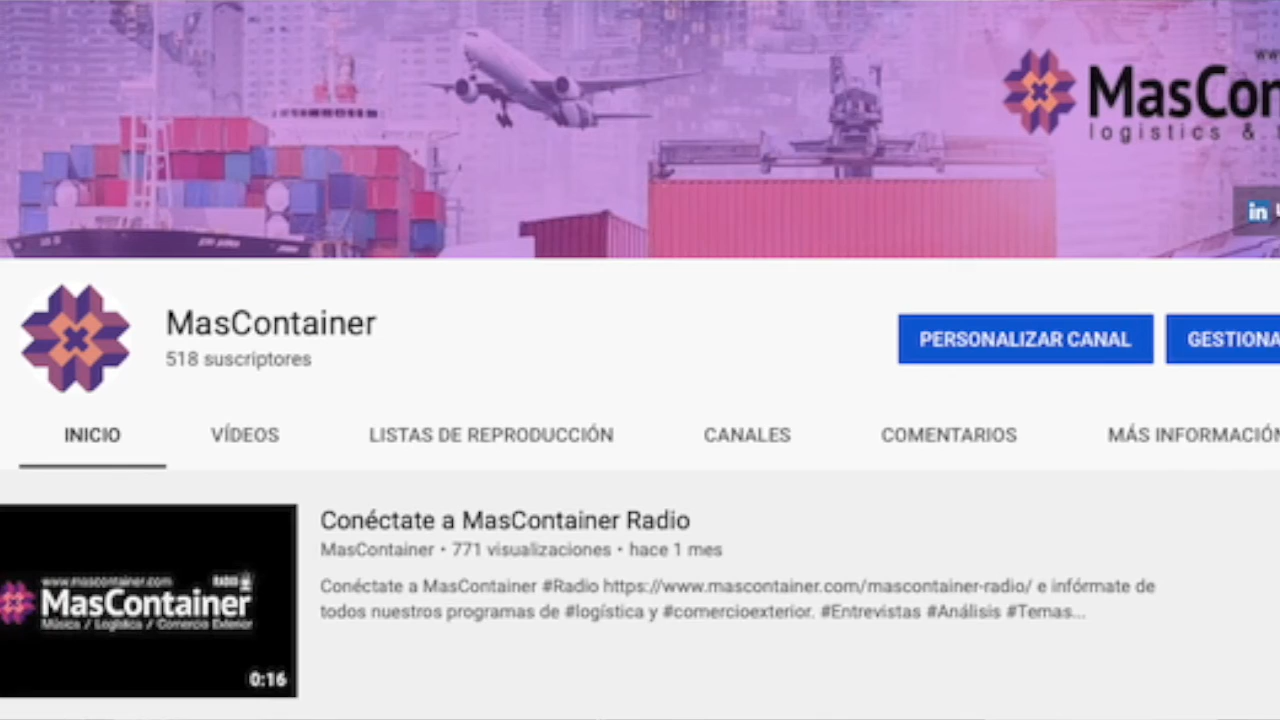 MasCon
logistics &
in
MasContainer
518 suscriptores
PERSONALIZAR CANAL
GESTIONA
INICIO
VÍDEOS
LISTAS DE REPRODUCCIÓN
CANALES
COMENTARIOS
MÁS INFORMACIÓN
Conéctate a MasContainer Radio
MasContainer • 771 visualizaciones • hace 1 mes
Conéctate a MasContainer #Radio https://www.mascontainer.com/mascontainer-radio/ e infórmate de
todos nuestros programas de #logística y #comercioexterior. #Entrevistas #Análisis #Temas...
www.mascontainer.com
RADIO
MasContainer
Música / Logística / Comercio Exterior
0:16